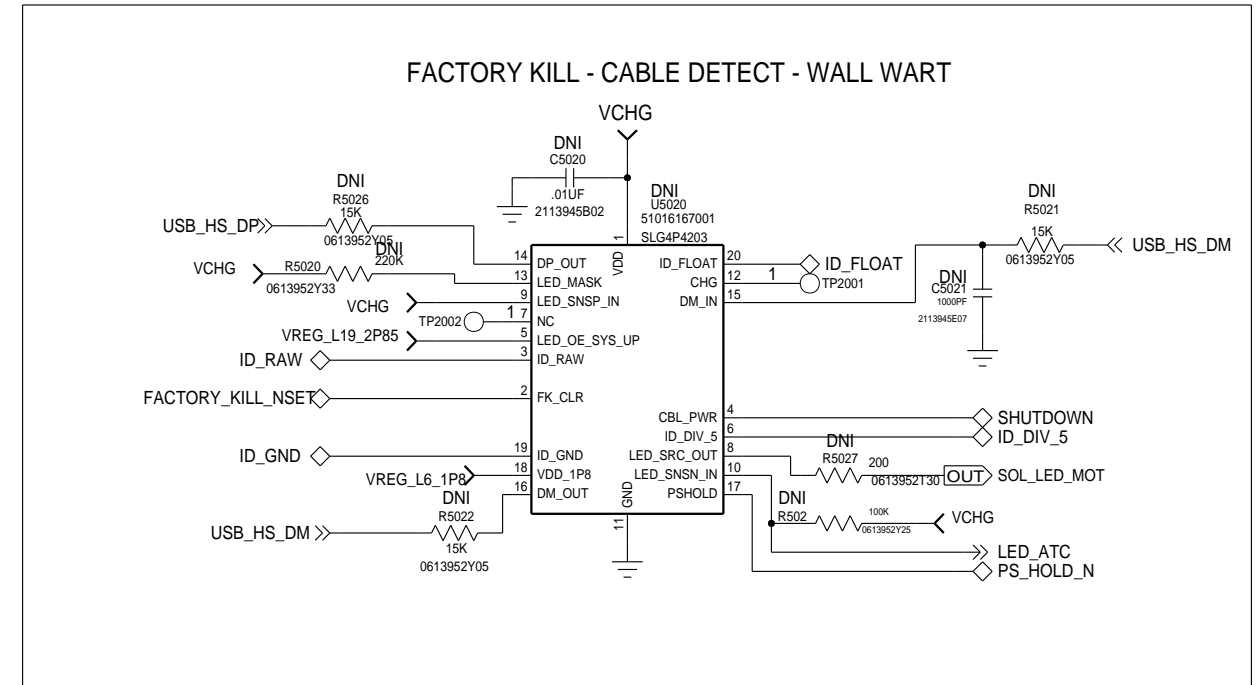 FACTORY KILL - CABLE DETECT - WALL WART
VCHG
DNI
C5020
.01UF
2113945B02
DNI
U5020
51016167001
SLG4P4203
DNI
R5026
15K
0613952Y05
USB_HS_DP
DNI
220K
VCHG
R5020
0613952Y33
VCHG
TP2002
1
VREG_L19_2P85
ID_RAW
FACTORY_KILL_NSET
ID_GND
VREG_L6_1P8
DNI
R5022
15K
0613952Y05
USB_HS_DM
1
VDD
14 DP_OUT
13 LED_MASK
9 LED_SNSP_IN
7 NC
5 LED_OE_SYS_UP
3 ID_RAW
2 FK_CLR
19 ID_GND
18 VDD_1P8
16 DM_OUT
GND
11
ID_FLOAT 20
CHG 12
DM_IN 15
CBL_PWR 4
ID_DIV_5 6
LED_SRC_OUT 8
LED_SNSN_IN 10
PSHOLD 17
ID_FLOAT
1
TP2001
DNI
R5021
15K
0613952Y05
USB_HS_DM
DNI
C5021
1000PF
2113945E07
SHUTDOWN
ID_DIV_5
DNI
R5027
200
0613952T30
OUT
SOL_LED_MOT
DNI
R502
100K
0613952Y25
VCHG
LED_ATC
PS_HOLD_N